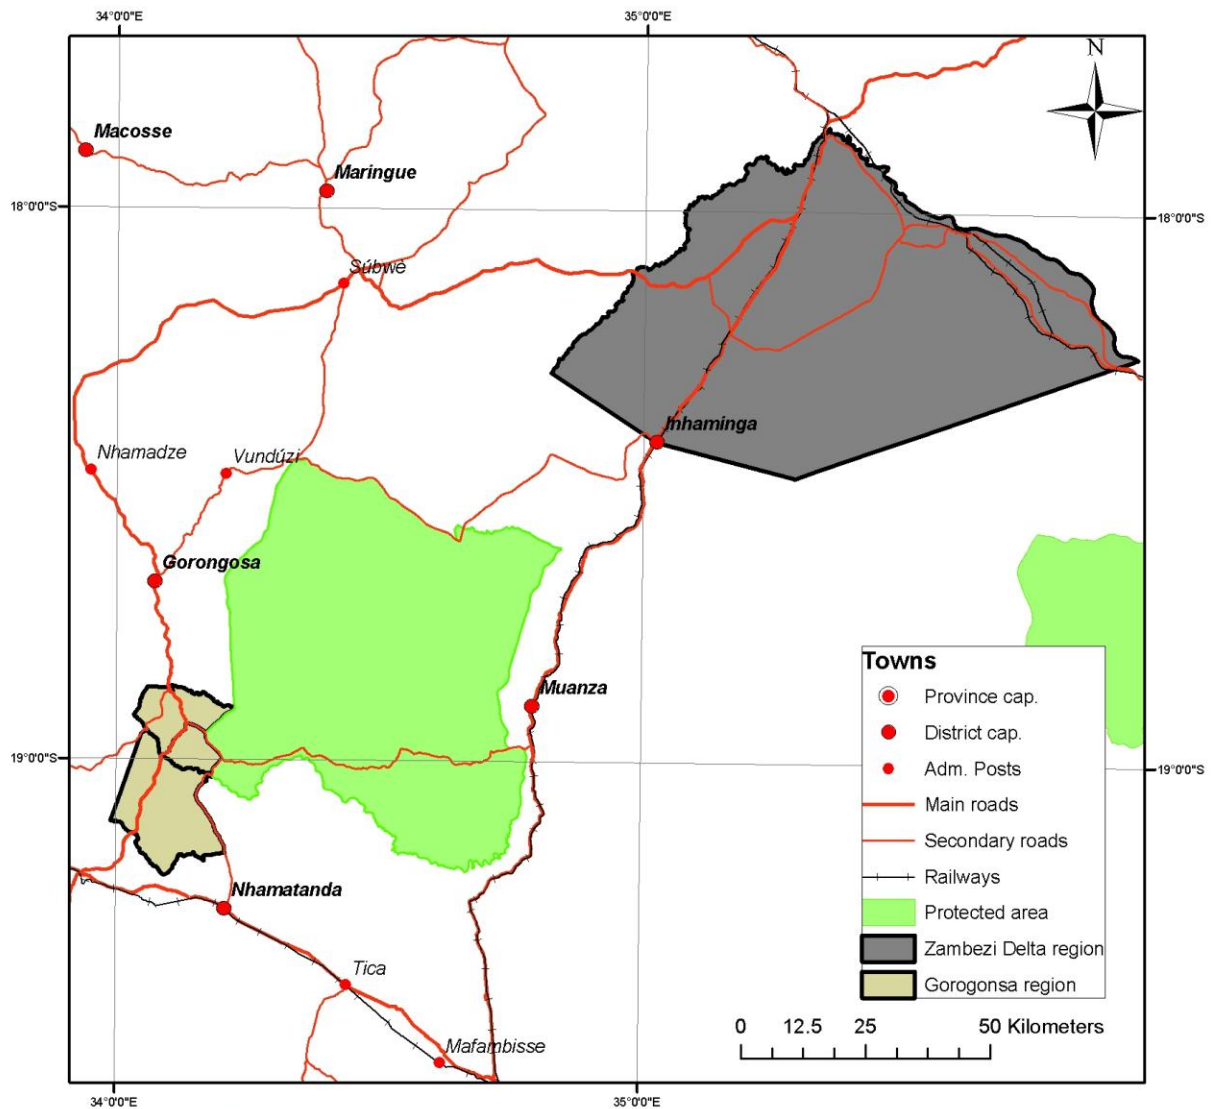 34°0'0"E 35°0'0"E
N
Macosse
Maringue
18°0'0"S 18°0'0"S
Súbwe
Inhaminga
Nhamadze Vundúzi
Gorongosa
Muanza
19°0'0"S 19°0'0"S
Nhamatanda
Tica
Mafambisse
Towns
Province cap.
District cap.
Adm. Posts
Main roads
Secondary roads
Railways
Protected area
Zambezi Delta region
Gorogonsa region
0 12.5 25 50 Kilometers
34°0'0"E 35°0'0"E